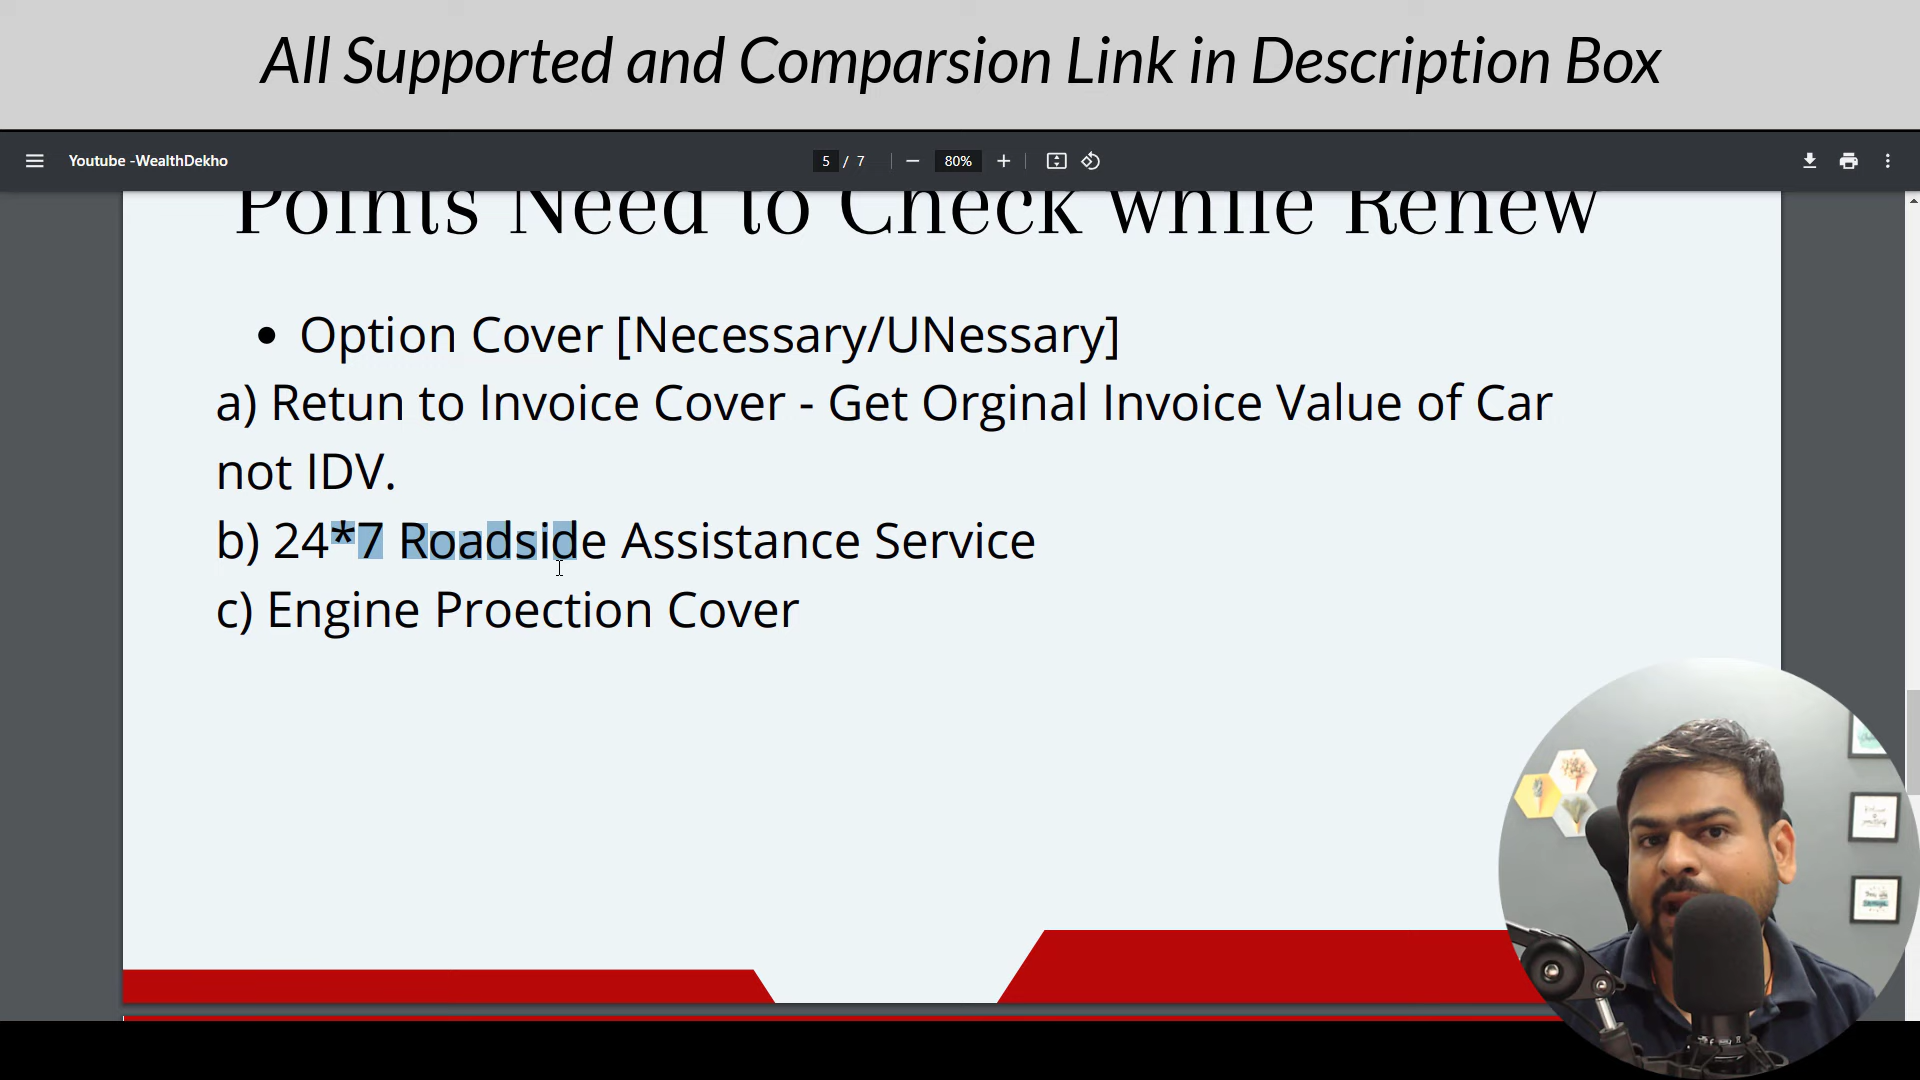 All Supported and Comparsion Link in Description Box
Youtube -WealthDekho
5 / 7
80%
Points Need to Check while Renew
Option Cover [Necessary/UNessary]
a) Retun to Invoice Cover - Get Orginal Invoice Value of Car
not IDV.
b) 24*7 Roadside Assistance Service
c) Engine Proection Cover